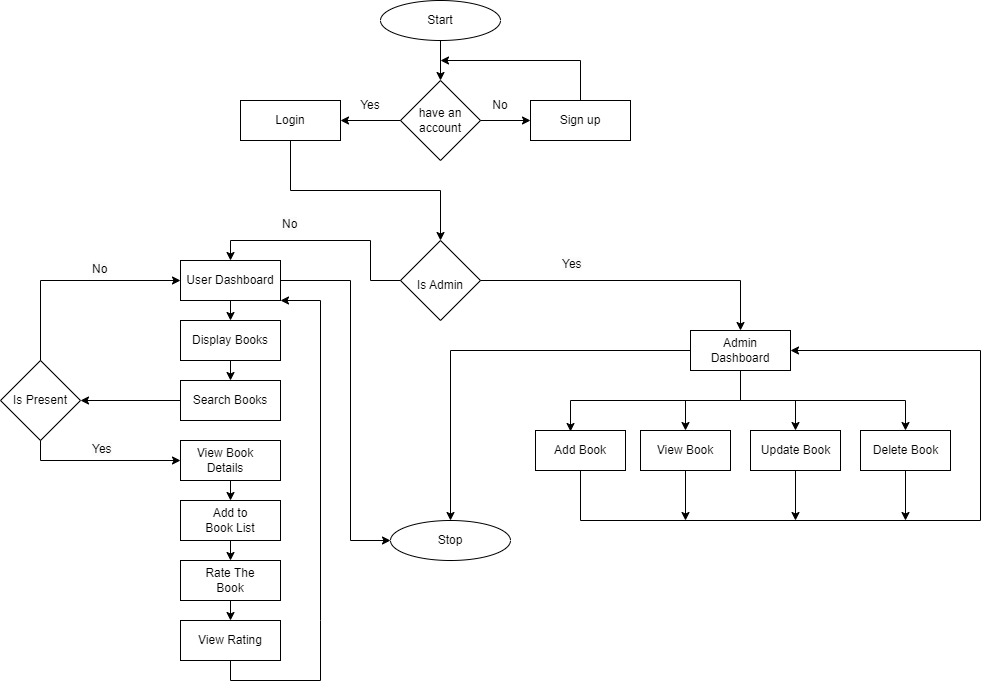 Start
have an
account
Yes
No
Login
Sign up
No
Yes
Is Admin
No
User Dashboard
Display Books
Is Present
Search Books
Yes
View Book
Details
Add to
Book List
Rate The
Book
View Rating
Admin
Dashboard
Add Book
View Book
Update Book
Delete Book
Stop